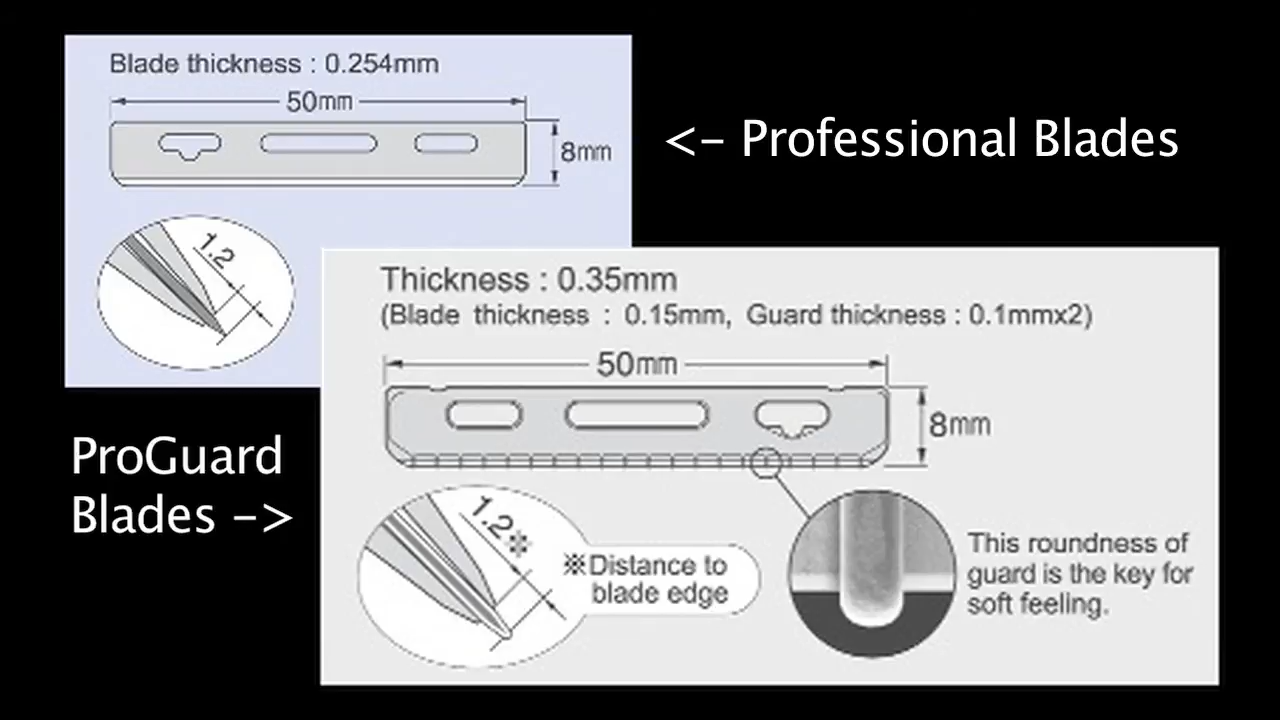 Blade thickness : 0.254mm
50mm
8mm
1.2
<- Professional Blades
Thickness : 0.35mm
(Blade thickness : 0.15mm, Guard thickness : 0.1mmx2)
50mm
8mm
ProGuard
Blades ->
1.2※
※Distance to
blade edge
This roundness of
guard is the key for
soft feeling.